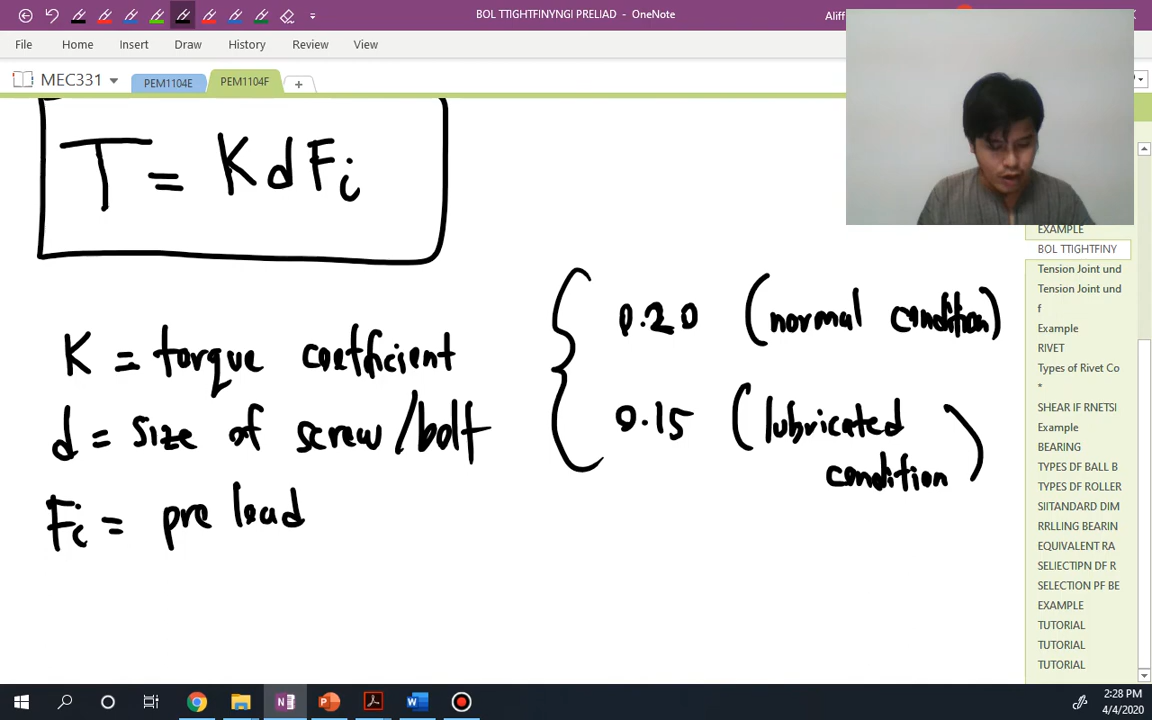 BOL TTIGHTFINYNGI PRELIAD - OneNote
Aliff
File Home Insert Draw History Review View
MEC331 PEM1104E PEM1104F +
T = KdFi
K = torque coefficient
d = size of screw/bolt
Fi = pre load
0.20 (normal condition)
0.15 (lubricated
condition)
EXAMPLE
BOL TTIGHTFINY
Tension Joint und
Tension Joint und
f
Example
RIVET
Types of Rivet Co
*
SHEAR IF RNETSI
Example
BEARING
TYPES DF BALL B
TYPES DF ROLLER
SIITANDARD DIM
RRLLING BEARIN
EQUIVALENT RA
SELIECTIPN DF R
SELECTION PF BE
EXAMPLE
TUTORIAL
TUTORIAL
TUTORIAL
2:28 PM
4/4/2020